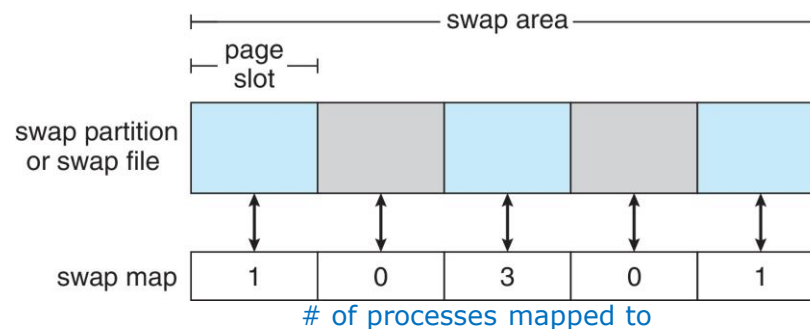 swap area
page
slot
swap partition
or swap file
swap map 1 0 3 0 1
# of processes mapped to